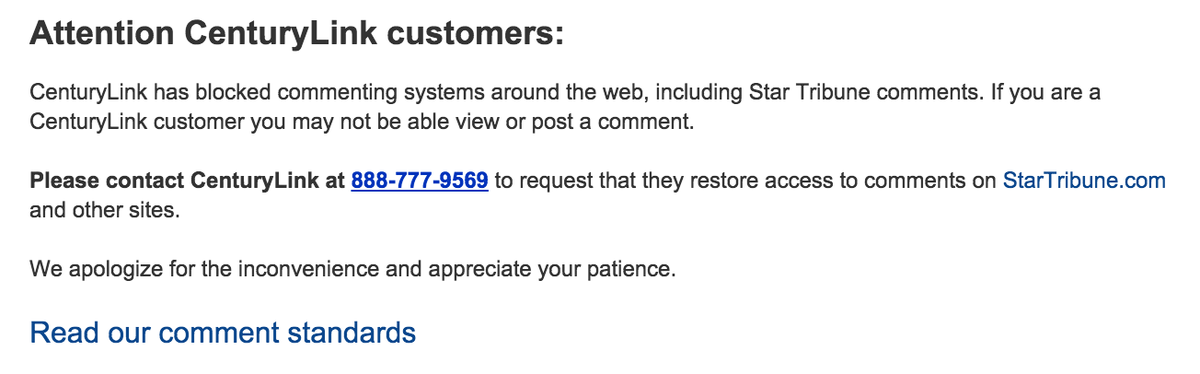 Attention CenturyLink customers:
CenturyLink has blocked commenting systems around the web, including Star Tribune comments. If you are a
CenturyLink customer you may not be able view or post a comment.
Please contact CenturyLink at 888-777-9569 to request that they restore access to comments on StarTribune.com
and other sites.
We apologize for the inconvenience and appreciate your patience.
Read our comment standards